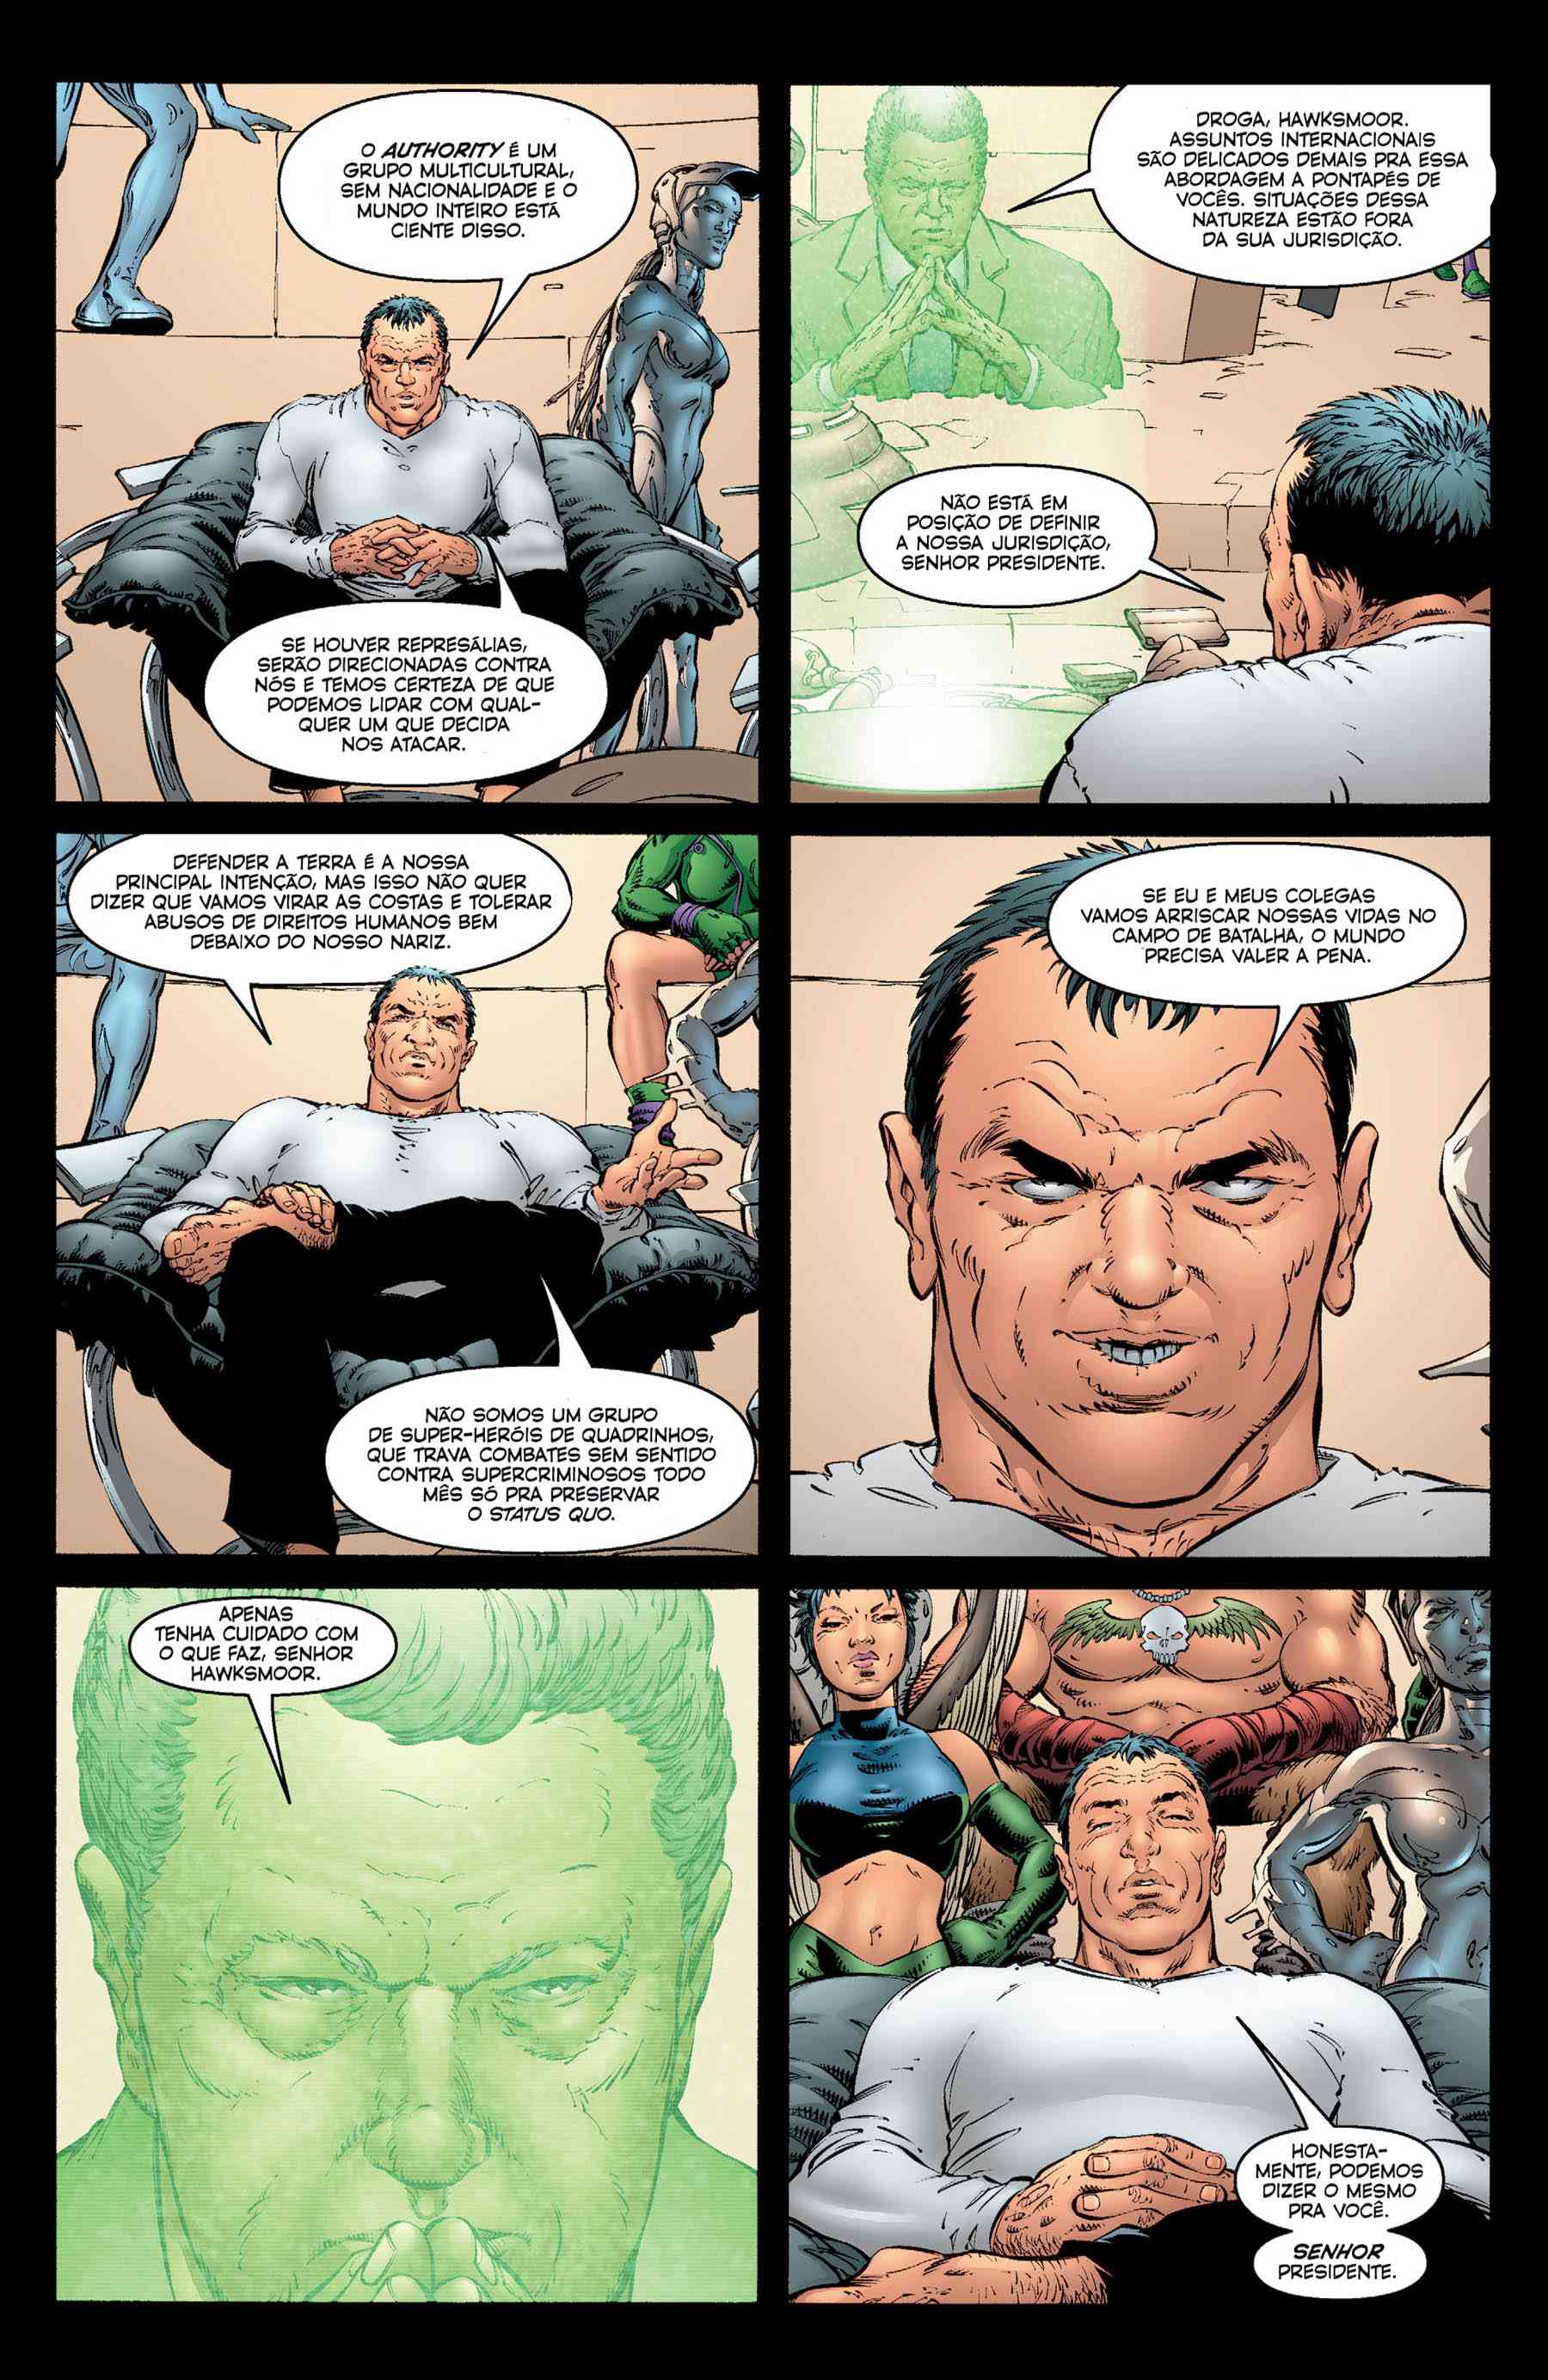 O AUTHORITY É UM
GRUPO MULTICULTURAL,
SEM NACIONALIDADE E O
MUNDO INTEIRO ESTÁ
CIENTE DISSO.
SE HOUVER REPRESÁLIAS,
SERÃO DIRECIONADAS CONTRA
NÓS E TEMOS CERTEZA DE QUE
PODEMOS LIDAR COM QUAL-
QUER UM QUE DECIDA
NOS ATACAR.
DROGA, HAWKSMOOR.
ASSUNTOS INTERNACIONAIS
SÃO DELICADOS DEMAIS PRA ESSA
ABORDAGEM A PONTAPÉS DE
VOCÊS. SITUAÇÕES DESSA
NATUREZA ESTÃO FORA
DA SUA JURISDIÇÃO.
NÃO ESTÁ EM
POSIÇÃO DE DEFINIR
A NOSSA JURISDIÇÃO,
SENHOR PRESIDENTE.
DEFENDER A TERRA É A NOSSA
PRINCIPAL INTENÇÃO, MAS ISSO NÃO QUER
DIZER QUE VAMOS VIRAR AS COSTAS E TOLERAR
ABUSOS DE DIREITOS HUMANOS BEM
DEBAIXO DO NOSSO NARIZ.
NÃO SOMOS UM GRUPO
DE SUPER-HERÓIS DE QUADRINHOS,
QUE TRAVA COMBATES SEM SENTIDO
CONTRA SUPERCRIMINOSOS TODO
MÊS SÓ PRA PRESERVAR
O STATUS QUO.
SE EU E MEUS COLEGAS
VAMOS ARRISCAR NOSSAS VIDAS NO
CAMPO DE BATALHA, O MUNDO
PRECISA VALER A PENA.
APENAS
TENHA CUIDADO COM
O QUE FAZ, SENHOR
HAWKSMOOR.
HONESTA-
MENTE, PODEMOS
DIZER O MESMO
PRA VOCÊ.
SENHOR
PRESIDENTE.